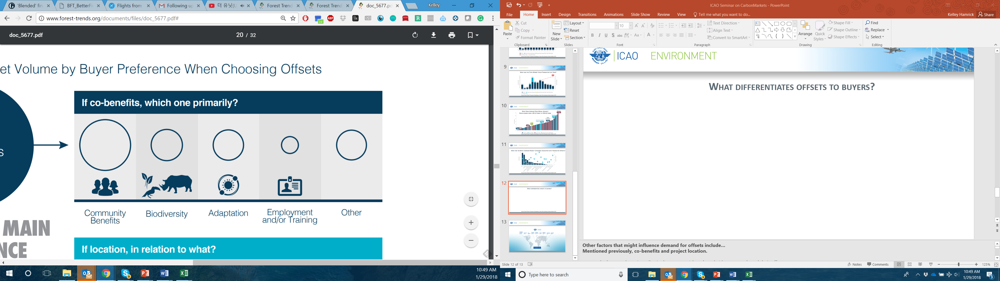 'Blended' fin
BFT_BetterFi
Flights from
Following up
더 유닛(U
Forest Trend
Forest Trend
doc_5677.pd
Kelley
www.forest-trends.org/documents/files/doc_5677.pdf#
2d
ABP
doc_5677.pdf
20 / 32
et Volume by Buyer Preference When Choosing Offsets
If co-benefits, which one primarily?
S
Community Benefits
Biodiversity
Adaptation
Employment and/or Training
Other
MAIN
NCE
If location, in relation to what?
10:49 AM
1/29/2018
ICAO Seminar on CarbonMarkets - PowerPoint
File
Home
Insert
Design
Transitions
Animations
Slide Show
Review
View
Tell me what you want to do...
Kelley Hamrick
Share
Paste
Cut
Copy
Format Painter
Clipboard
New Slide
Layout
Reset
Section
Slides
10
Font
Text Direction
Align Text
Convert to SmartArt
Paragraph
Arrange
Quick Styles
Shape Fill
Shape Outline
Shape Effects
Drawing
Find
Replace
Select
Editing
9
10
11
12
13
ICAO ENVIRONMENT
WHAT DIFFERENTIATES OFFSETS TO BUYERS?
Other factors that might influence demand for offsets include...
Mentioned previously, co-benefits and project location.
Slide 12 of 13
Notes
Comments
125%
Type here to search
10:49 AM
1/29/2018